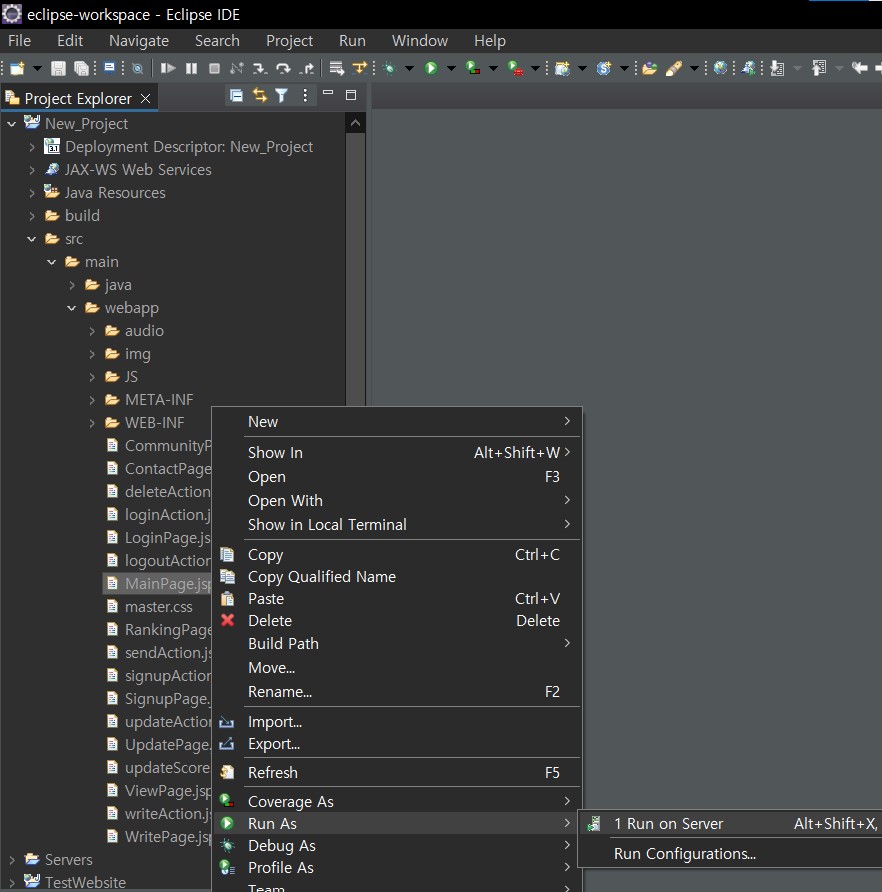 eclipse-workspace - Eclipse IDE
File Edit Navigate Search Project Run Window Help
Project Explorer
New_Project
Deployment Descriptor: New_Project
JAX-WS Web Services
Java Resources
build
src
main
java
webapp
audio
img
JS
META-INF
WEB-INF
CommunityP
ContactPage
deleteAction
loginAction.j
LoginPage.js
logoutAction
MainPage.jsp
master.css
RankingPage
sendAction.js
signupAction
SignupPage.
updateAction
UpdatePage.
updateScore
ViewPage.jsp
writeAction.j
WritePage.jsp
Servers
TestWebsite
New
Show In Alt+Shift+W
Open F3
Open With
Show in Local Terminal
Copy Ctrl+C
Copy Qualified Name
Paste Ctrl+V
Delete Delete
Build Path
Move...
Rename... F2
Import...
Export...
Refresh F5
Coverage As
Run As
Debug As
Profile As
Team
1 Run on Server Alt+Shift+X,
Run Configurations...